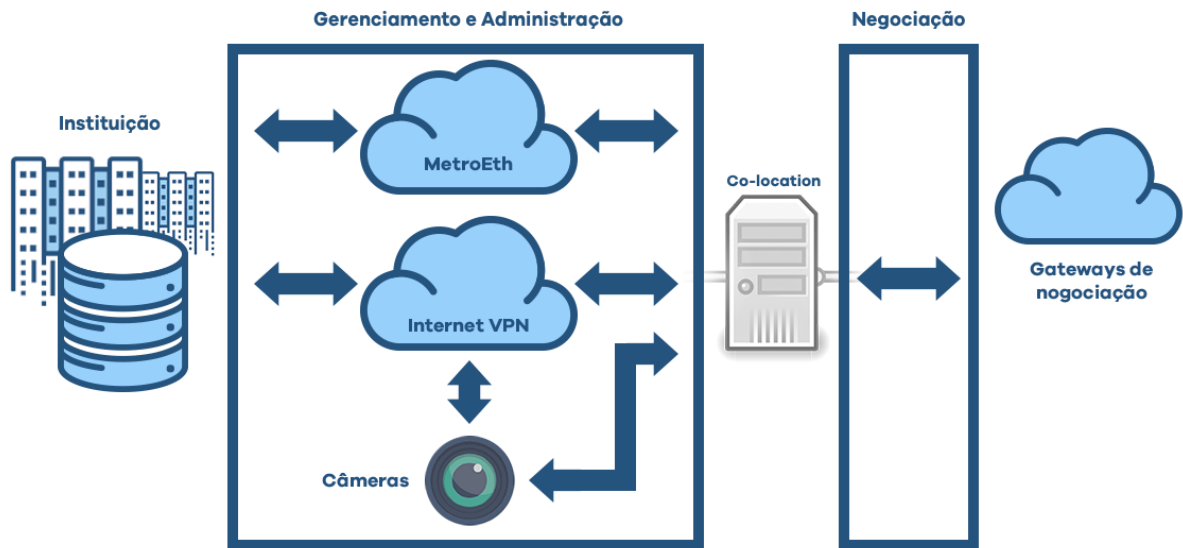 Gerenciamento e Administração
Negociação
Instituição
MetroEth
Co-location
Internet VPN
Gateways de
nogociação
Câmeras